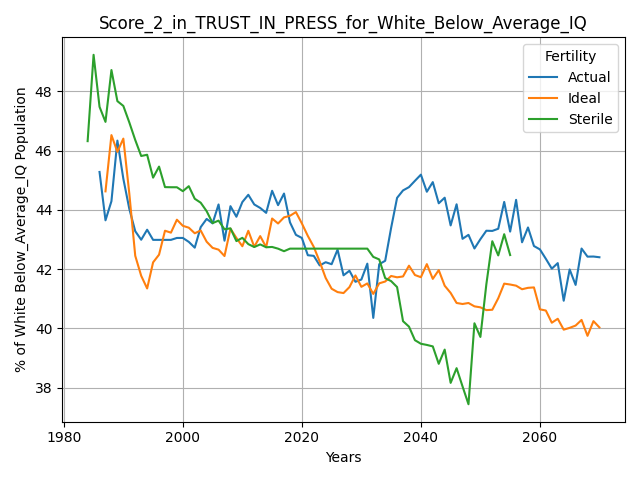 Score_2_in_TRUST_IN_PRESS_for_White_Below_Average_IQ
Fertility
Actual
Ideal
Sterile
% of White Below_Average_IQ Population
48
46
44
42
40
38
1980
2000
2020
2040
2060
Years